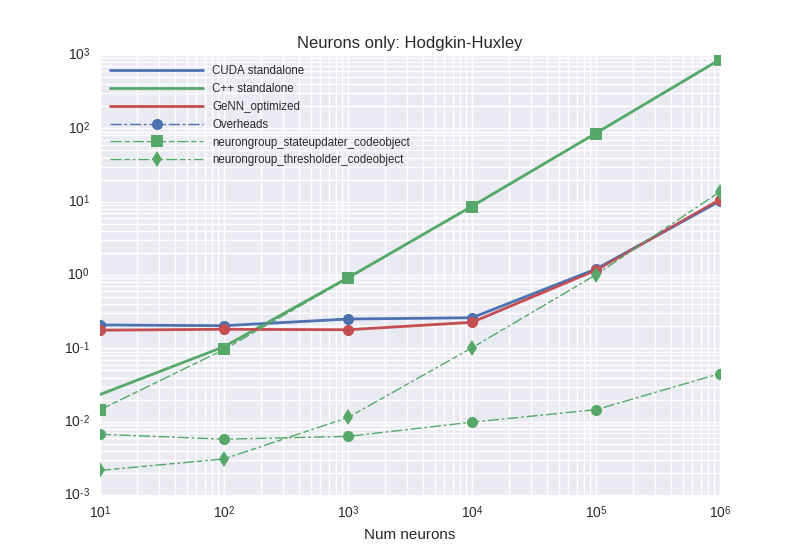 Neurons only: Hodgkin-Huxley
10³
CUDA standalone
C++ standalone
GeNN_optimized
Overheads
10²
neurongroup_stateupdater_codeobject
neurongroup_thresholder_codeobject
10¹
10⁰
10⁻¹
10⁻²
10⁻³
10¹ 10² 10³ 10⁴ 10⁵ 10⁶
Num neurons